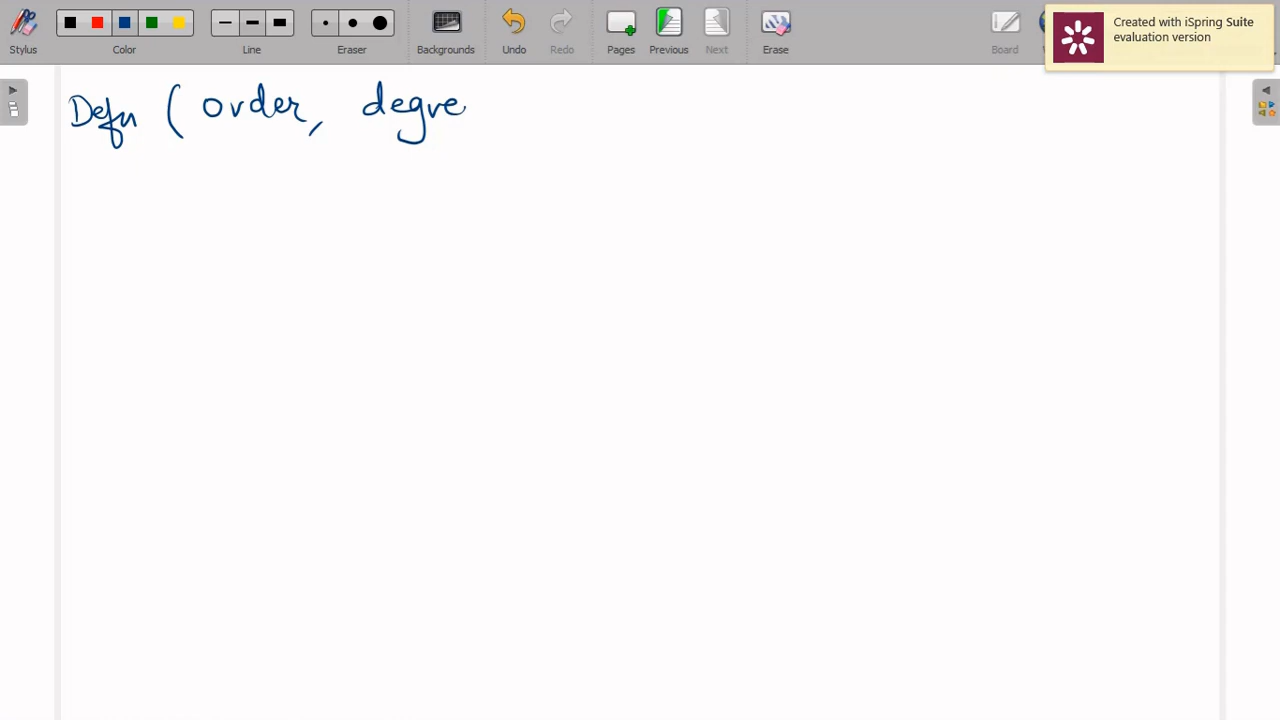 Created with iSpring Suite
evaluation version
Stylus
Color
Line
Eraser
Backgrounds
Undo
Redo
Pages
Previous
Next
Erase
Board
Defn ( order, degre